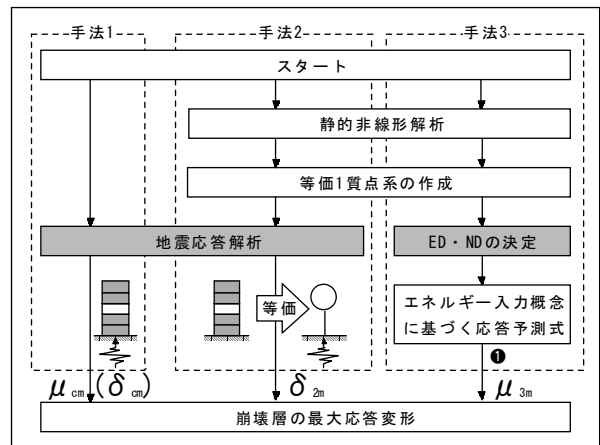 手法1 手法2 手法3
スタート
静的非線形解析
等価1質点系の作成
地震応答解析 ED・NDの決定
等価
エネルギー入力概念
に基づく応答予測式
❶
μcm(δcm) δ2m μ3m
崩壊層の最大応答変形